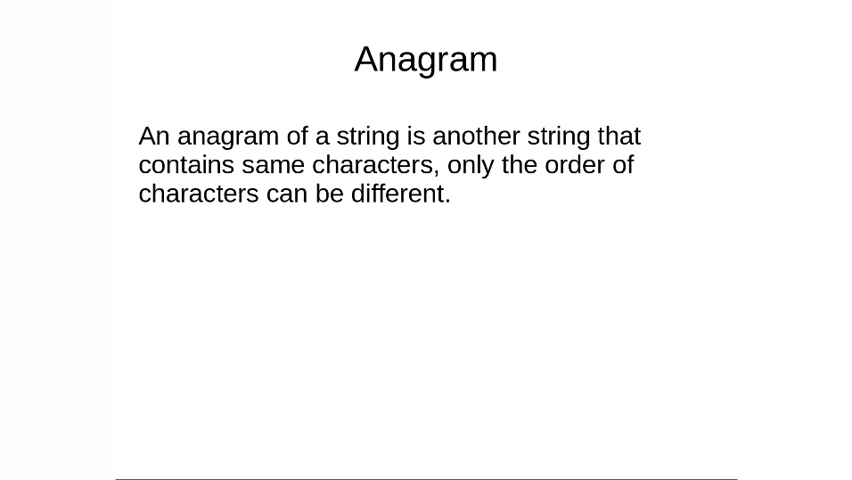 Anagram
An anagram of a string is another string that
contains same characters, only the order of
characters can be different.